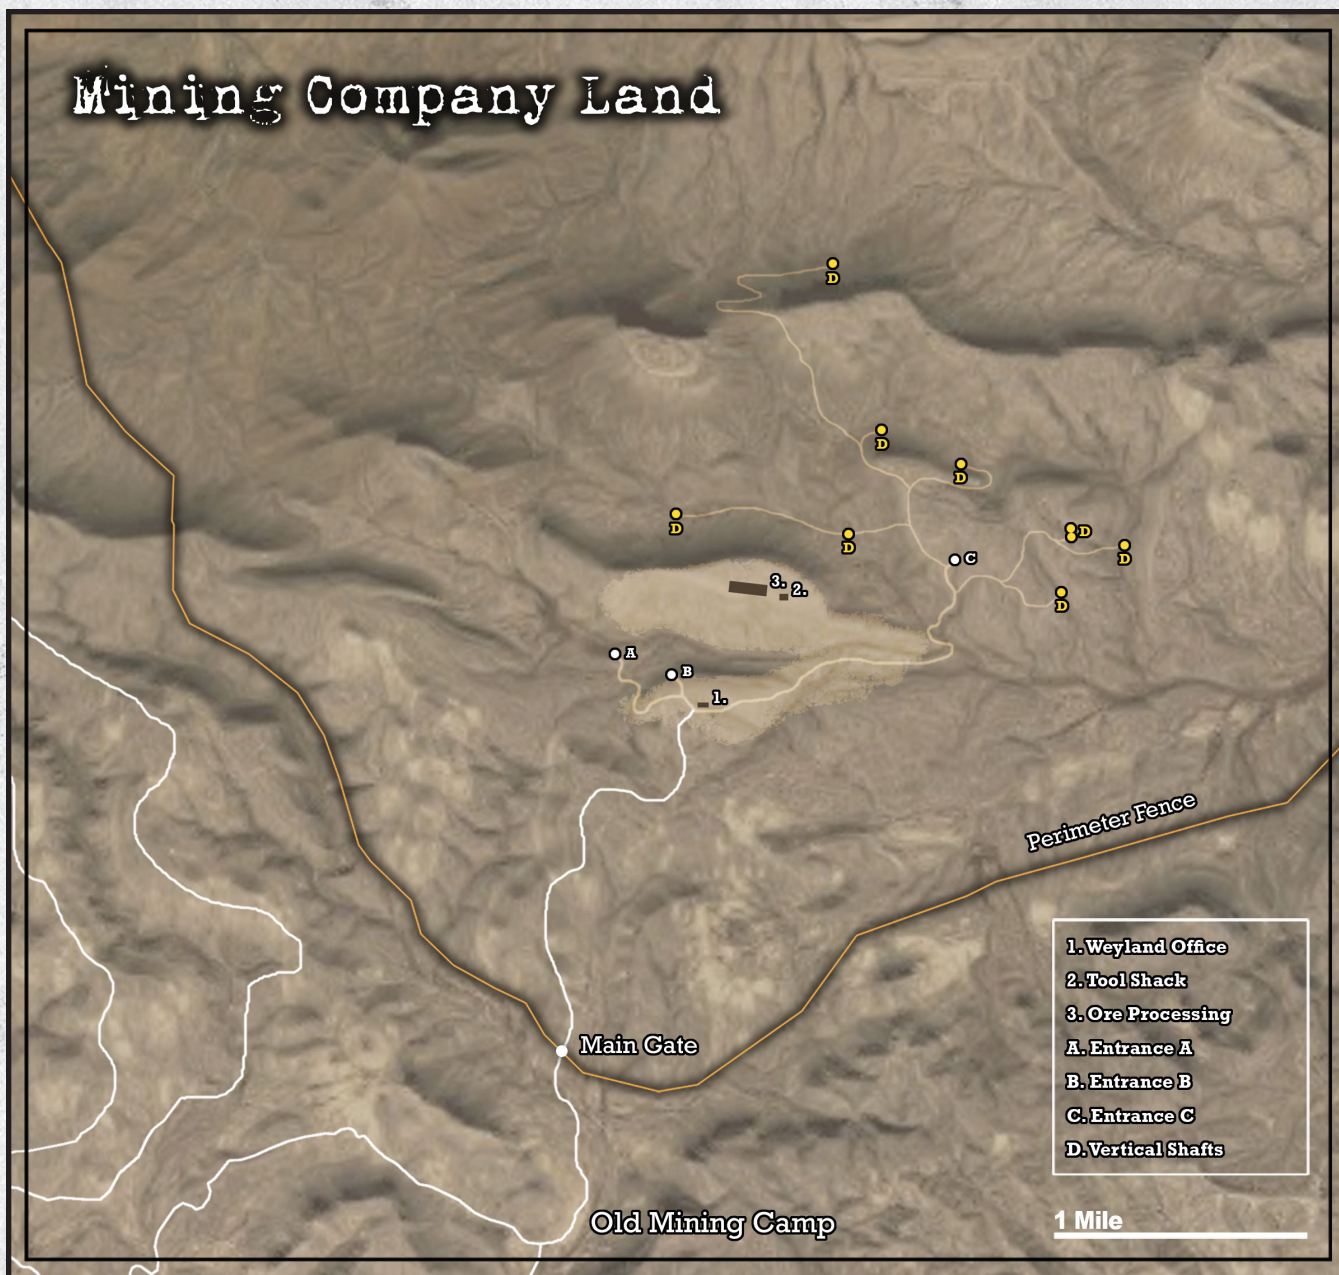 Mining Company Land
D
D
D
D
D
D
D
D
C
3.
2.
A
B
1.
Perimeter Fence
Main Gate
1. Weyland Office
2. Tool Shack
3. Ore Processing
A. Entrance A
B. Entrance B
C. Entrance C
D. Vertical Shafts
Old Mining Camp
1 Mile